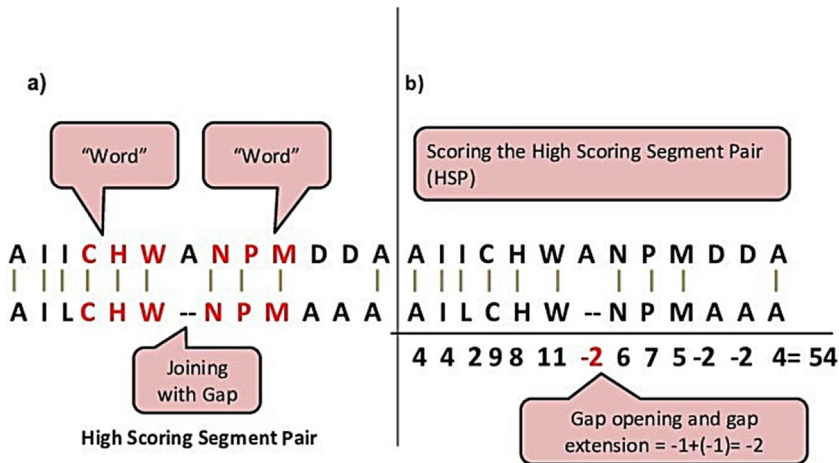 a)
"Word"
"Word"
A I I C H W A N P M D D A
A I L C H W -- N P M A A A
Joining
with Gap
High Scoring Segment Pair
b)
Scoring the High Scoring Segment Pair
(HSP)
A I I C H W A N P M D D A
A I L C H W -- N P M A A A
4 4 2 9 8 11 -2 6 7 5 -2 -2 4= 54
Gap opening and gap
extension = -1+(-1)= -2